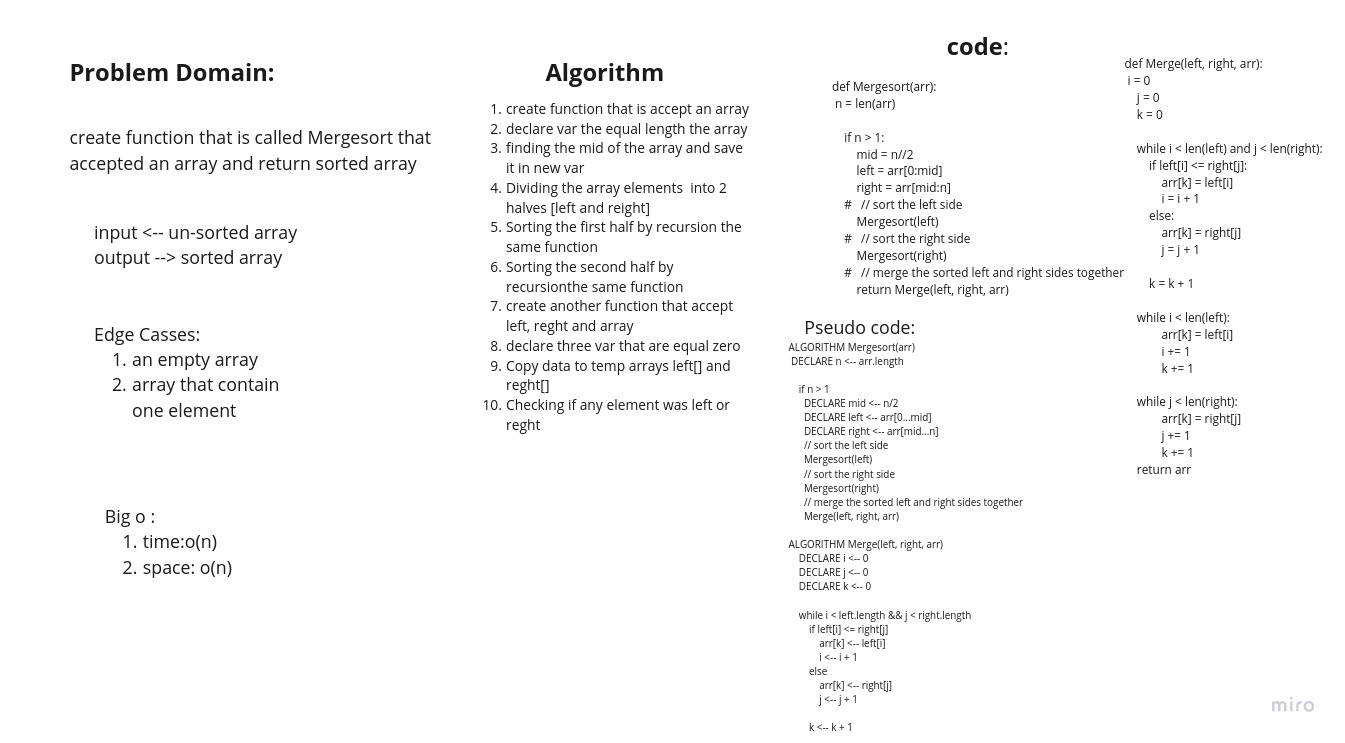 Problem Domain:
create function that is called Mergesort that
accepted an array and return sorted array
input <-- un-sorted array
output --> sorted array
Edge Casses:
1. an empty array
2. array that contain
one element
Big o :
1. time:o(n)
2. space: o(n)
Algorithm
1. create function that is accept an array
2. declare var the equal length the array
3. finding the mid of the array and save
it in new var
4. Dividing the array elements  into 2
halves [left and reight]
5. Sorting the first half by recursion the
same function
6. Sorting the second half by
recursionthe same function
7. create another function that accept
left, reght and array
8. declare three var that are equal zero
9. Copy data to temp arrays left[] and
reght[]
10. Checking if any element was left or
reght
code:
def Mergesort(arr):
n = len(arr)
if n > 1:
mid = n//2
left = arr[0:mid]
right = arr[mid:n]
#   // sort the left side
Mergesort(left)
#   // sort the right side
Mergesort(right)
#   // merge the sorted left and right sides together
return Merge(left, right, arr)
Pseudo code:
ALGORITHM Mergesort(arr)
DECLARE n <-- arr.length
if n > 1
DECLARE mid <-- n/2
DECLARE left <-- arr[0...mid]
DECLARE right <-- arr[mid...n]
// sort the left side
Mergesort(left)
// sort the right side
Mergesort(right)
// merge the sorted left and right sides together
Merge(left, right, arr)
ALGORITHM Merge(left, right, arr)
DECLARE i <-- 0
DECLARE j <-- 0
DECLARE k <-- 0
while i < left.length && j < right.length
if left[i] <= right[j]
arr[k] <-- left[i]
i <-- i + 1
else
arr[k] <-- right[j]
j <-- j + 1
k <-- k + 1
def Merge(left, right, arr):
i = 0
j = 0
k = 0
while i < len(left) and j < len(right):
if left[i] <= right[j]:
arr[k] = left[i]
i = i + 1
else:
arr[k] = right[j]
j = j + 1
k = k + 1
while i < len(left):
arr[k] = left[i]
i += 1
k += 1
while j < len(right):
arr[k] = right[j]
j += 1
k += 1
return arr
miro